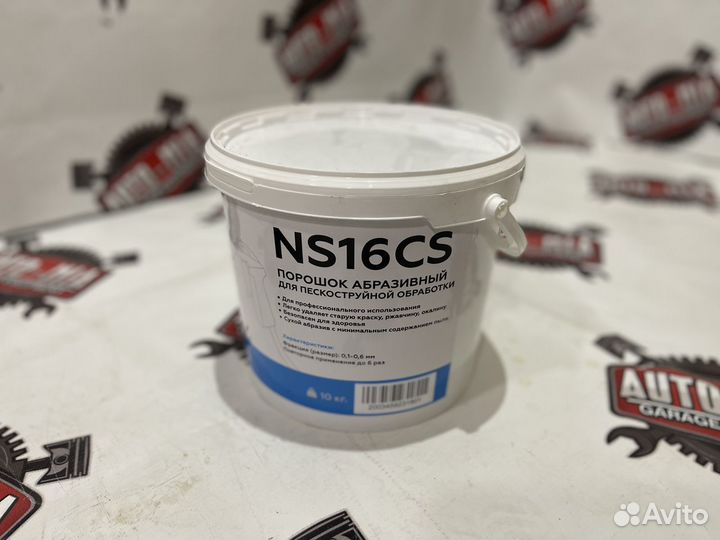 NS16CS
ПОРОШОК АБРАЗИВНЫЙ
ДЛЯ ПЕСКОСТРУЙНОЙ ОБРАБОТКИ
• Для профессионального использования
• Легко удаляет старую краску, ржавчину, окалину
• Безопасен для здоровья
• Сухой абразив с минимальным содержанием пыли
Характеристики:
Фракция (размер): 0,1-0,6 мм
Повторное применение до 6 раз
10 кг.
AUTO
GARAGE
Avito